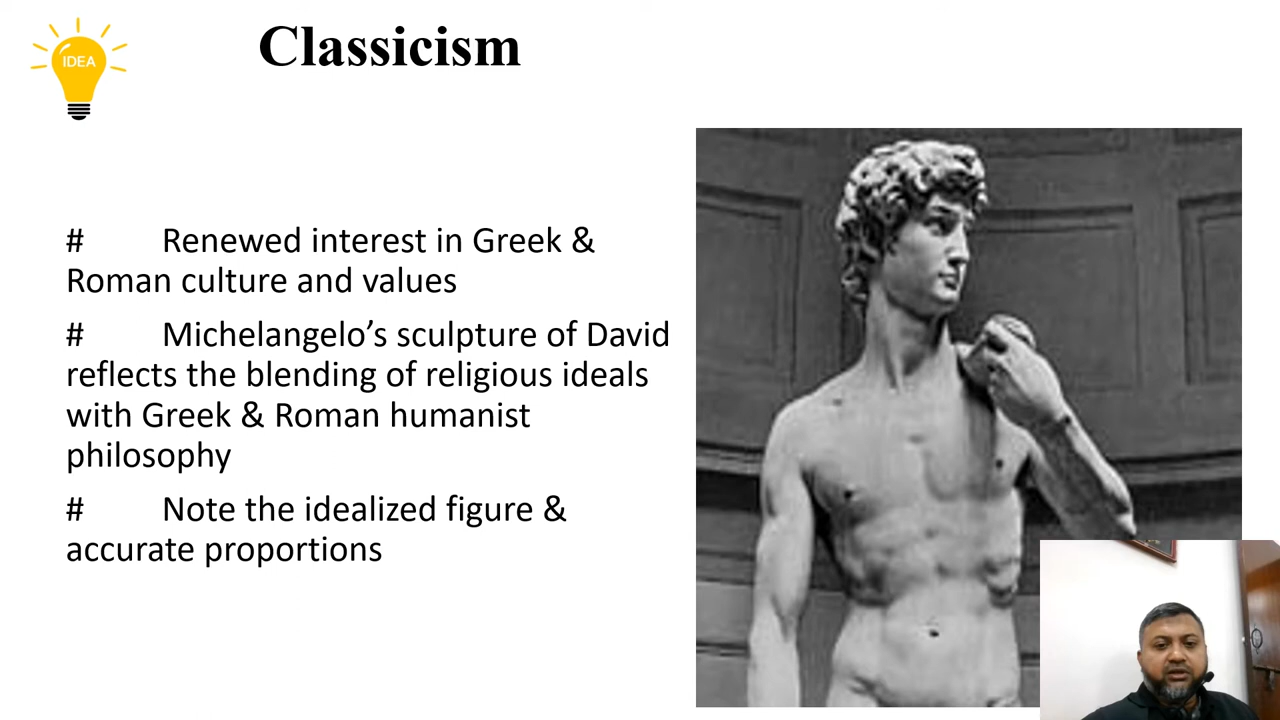 IDEA
Classicism
# Renewed interest in Greek &
Roman culture and values
# Michelangelo’s sculpture of David
reflects the blending of religious ideals
with Greek & Roman humanist
philosophy
# Note the idealized figure &
accurate proportions